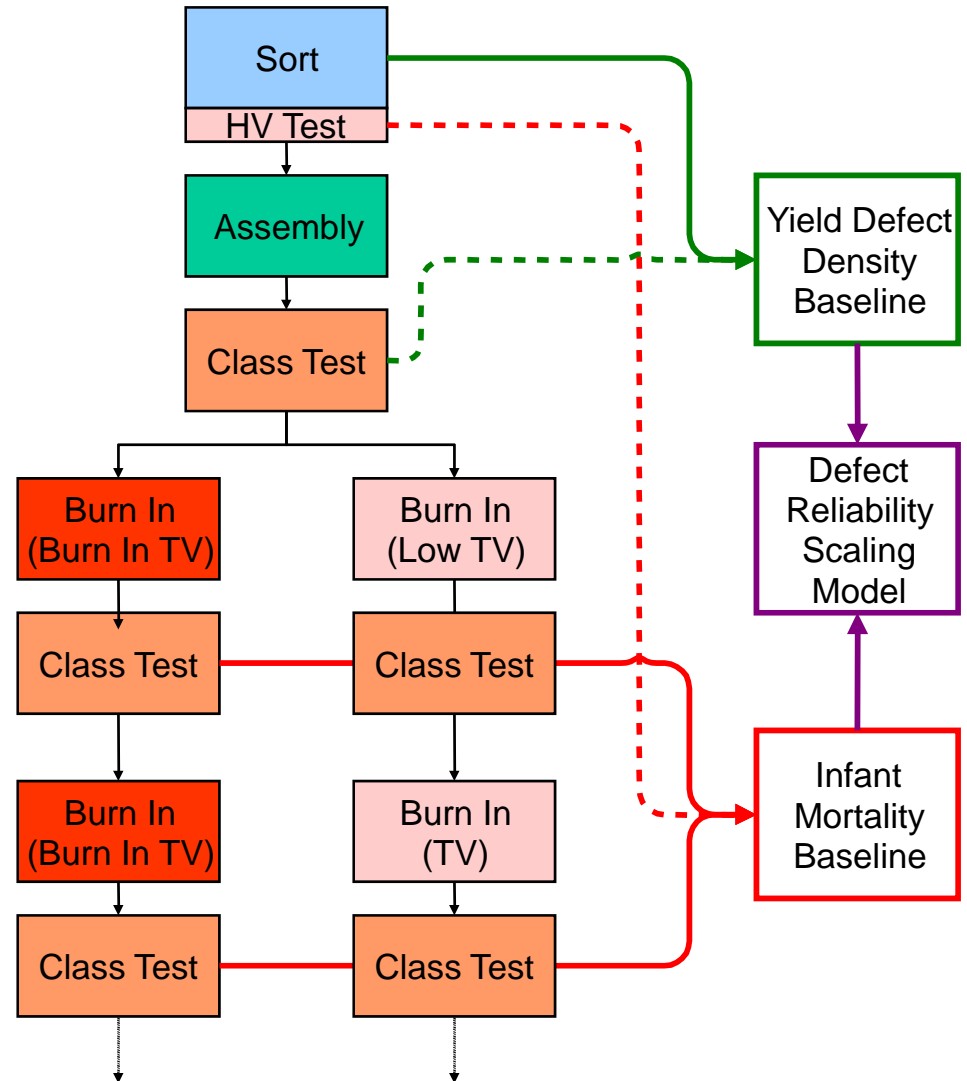 Sort
HV Test
Assembly
Class Test
Yield Defect
Density
Baseline
Burn In
(Burn In TV)
Burn In
(Low TV)
Defect
Reliability
Scaling
Model
Class Test
Class Test
Burn In
(Burn In TV)
Burn In
(TV)
Infant
Mortality
Baseline
Class Test
Class Test